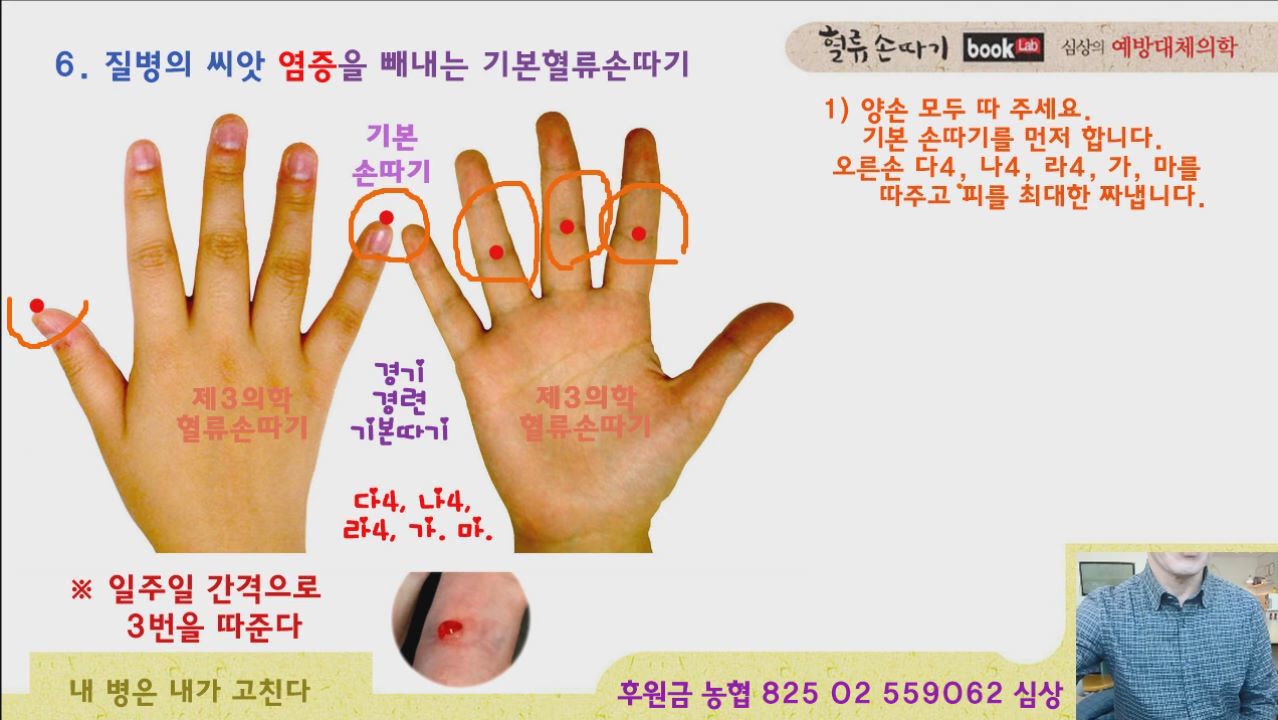 6. 질병의 씨앗 염증을 빼내는 기본혈류손따기
혈류 손따기 book Lab 심상의 예방대체의학
1) 양손 모두 따 주세요.
기본 손따기를 먼저 합니다.
오른손 다4, 나4, 라4, 가, 마를
따주고 피를 최대한 짜냅니다.
기본
손따기
경기
경련
기본따기
제3의학
혈류손따기
제3의학
혈류손따기
다4, 나4,
라4, 가. 마.
※ 일주일 간격으로
3번을 따준다
내 병은 내가 고친다
후원금 농협 825 02 559062 심상